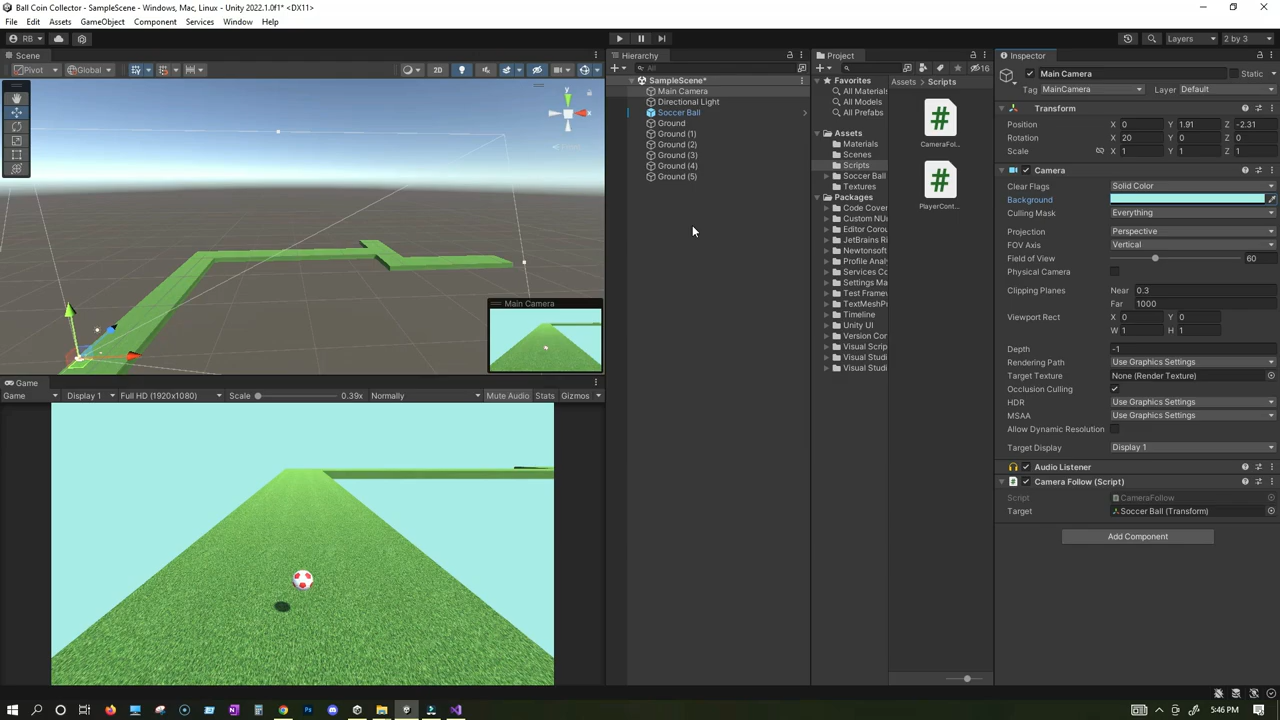 Ball Coin Collector - SampleScene - Windows, Mac, Linux - Unity 2022.1.0f1* <DX11>
File Edit Assets GameObject Component Services Window Help
RB
Layers
2 by 3
Scene
Pivot
Global
2D
Main Camera
Game
Game Display 1 Full HD (1920x1080) Scale 0.39x Normally Mute Audio Stats Gizmos
Hierarchy
All
SampleScene*
Main Camera
Directional Light
Soccer Ball
Ground
Ground (1)
Ground (2)
Ground (3)
Ground (4)
Ground (5)
Project
16
Favorites
All Materials
All Models
All Prefabs
Assets
Materials
Scenes
Scripts
Soccer Ball
Textures
Packages
Code Cover
Custom NU
Editor Corou
JetBrains Ri
Newtonsoft
Profile Analy
Services Co
Settings Ma
Test Framew
TextMeshPr
Timeline
Unity UI
Version Con
Visual Scrip
Visual Studi
Visual Studi
Assets Scripts
CameraFol...
PlayerCont...
Inspector
Main Camera Static
Tag MainCamera Layer Default
Transform
Position X 0 Y 1.91 Z -2.31
Rotation X 20 Y 0 Z 0
Scale X 1 Y 1 Z 1
Camera
Clear Flags Solid Color
Background
Culling Mask Everything
Projection Perspective
FOV Axis Vertical
Field of View 60
Physical Camera
Clipping Planes Near 0.3
Far 1000
Viewport Rect X 0 Y 0
W 1 H 1
Depth -1
Rendering Path Use Graphics Settings
Target Texture None (Render Texture)
Occlusion Culling
HDR Use Graphics Settings
MSAA Use Graphics Settings
Allow Dynamic Resolution
Target Display Display 1
Audio Listener
Camera Follow (Script)
Script CameraFollow
Target Soccer Ball (Transform)
Add Component
5:46 PM